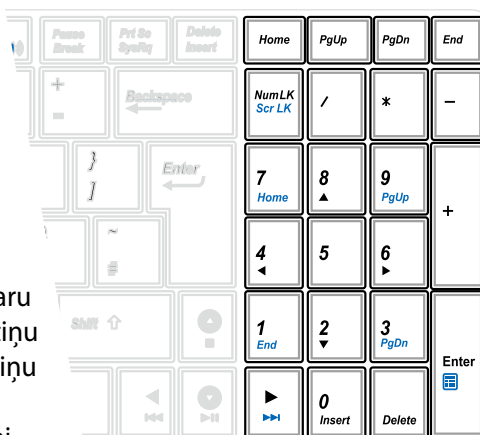 Pause Prt Sc Delete
Break SysRq Insert
Home PgUp PgDn End
+
=
Backspace
NumLK / * -
Scr LK
}
]
Enter
7 8 9
Home ▲ PgUp
+
~
#
4 5 6
◀ ▶
aru
iņu
iņu
Shift ⇧
1 2 3
End ▼ PgDn
Enter
0
Insert Delete